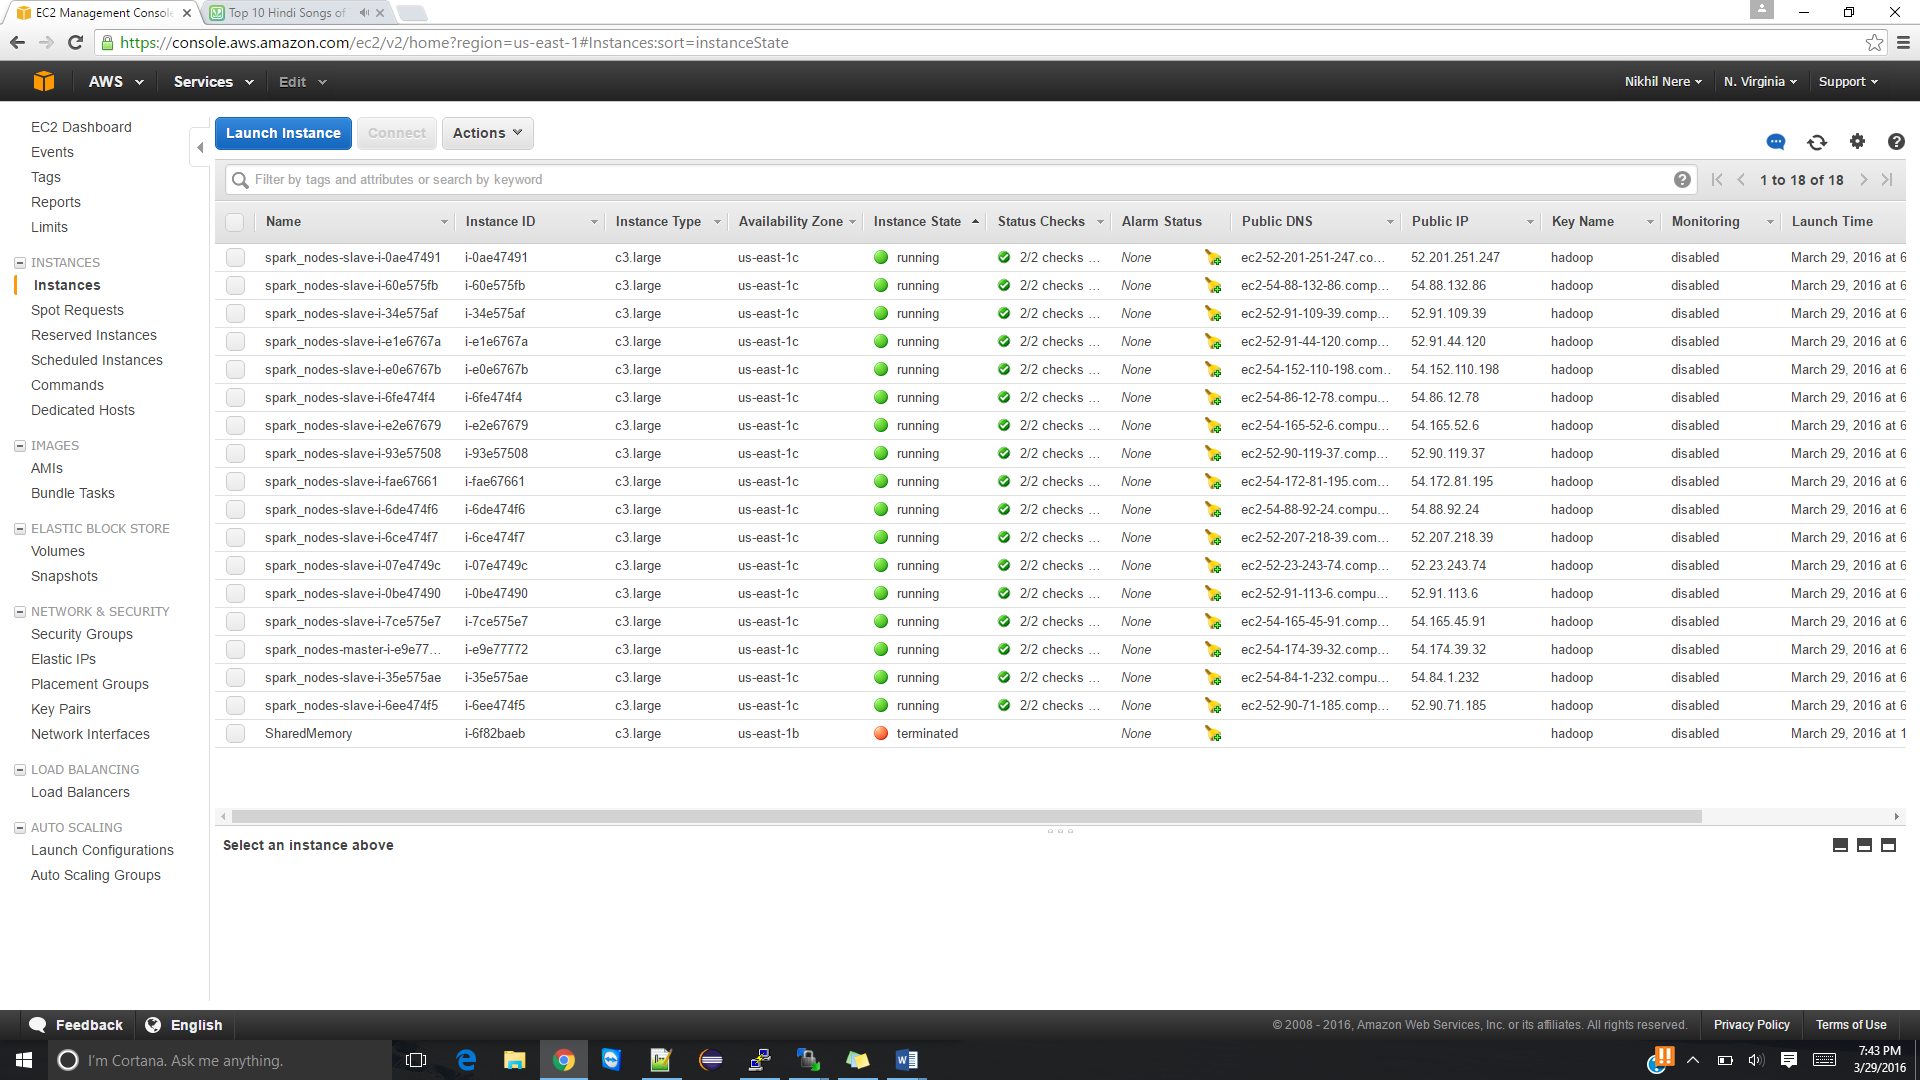 EC2 Management Console
Top 10 Hindi Songs of
https://console.aws.amazon.com/ec2/v2/home?region=us-east-1#Instances:sort=instanceState
AWS Services Edit Nikhil Nere N. Virginia Support
EC2 Dashboard
Events
Tags
Reports
Limits
INSTANCES
Instances
Spot Requests
Reserved Instances
Scheduled Instances
Commands
Dedicated Hosts
IMAGES
AMIs
Bundle Tasks
ELASTIC BLOCK STORE
Volumes
Snapshots
NETWORK & SECURITY
Security Groups
Elastic IPs
Placement Groups
Key Pairs
Network Interfaces
LOAD BALANCING
Load Balancers
AUTO SCALING
Launch Configurations
Auto Scaling Groups
Launch Instance Connect Actions
Filter by tags and attributes or search by keyword 1 to 18 of 18
Name Instance ID Instance Type Availability Zone Instance State Status Checks Alarm Status Public DNS Public IP Key Name Monitoring Launch Time
spark_nodes-slave-i-0ae47491 i-0ae47491 c3.large us-east-1c running 2/2 checks ... None ec2-52-201-251-247.co... 52.201.251.247 hadoop disabled March 29, 2016 at 6
spark_nodes-slave-i-60e575fb i-60e575fb c3.large us-east-1c running 2/2 checks ... None ec2-54-88-132-86.comp... 54.88.132.86 hadoop disabled March 29, 2016 at 6
spark_nodes-slave-i-34e575af i-34e575af c3.large us-east-1c running 2/2 checks ... None ec2-52-91-109-39.comp... 52.91.109.39 hadoop disabled March 29, 2016 at 6
spark_nodes-slave-i-e1e6767a i-e1e6767a c3.large us-east-1c running 2/2 checks ... None ec2-52-91-44-120.comp... 52.91.44.120 hadoop disabled March 29, 2016 at 6
spark_nodes-slave-i-e0e6767b i-e0e6767b c3.large us-east-1c running 2/2 checks ... None ec2-54-152-110-198.com... 54.152.110.198 hadoop disabled March 29, 2016 at 6
spark_nodes-slave-i-6fe474f4 i-6fe474f4 c3.large us-east-1c running 2/2 checks ... None ec2-54-86-12-78.compu... 54.86.12.78 hadoop disabled March 29, 2016 at 6
spark_nodes-slave-i-e2e67679 i-e2e67679 c3.large us-east-1c running 2/2 checks ... None ec2-54-165-52-6.compu... 54.165.52.6 hadoop disabled March 29, 2016 at 6
spark_nodes-slave-i-93e57508 i-93e57508 c3.large us-east-1c running 2/2 checks ... None ec2-52-90-119-37.comp... 52.90.119.37 hadoop disabled March 29, 2016 at 6
spark_nodes-slave-i-fae67661 i-fae67661 c3.large us-east-1c running 2/2 checks ... None ec2-54-172-81-195.com... 54.172.81.195 hadoop disabled March 29, 2016 at 6
spark_nodes-slave-i-6de474f6 i-6de474f6 c3.large us-east-1c running 2/2 checks ... None ec2-54-88-92-24.compu... 54.88.92.24 hadoop disabled March 29, 2016 at 6
spark_nodes-slave-i-6ce474f7 i-6ce474f7 c3.large us-east-1c running 2/2 checks ... None ec2-52-207-218-39.com... 52.207.218.39 hadoop disabled March 29, 2016 at 6
spark_nodes-slave-i-07e4749c i-07e4749c c3.large us-east-1c running 2/2 checks ... None ec2-52-23-243-74.comp... 52.23.243.74 hadoop disabled March 29, 2016 at 6
spark_nodes-slave-i-0be47490 i-0be47490 c3.large us-east-1c running 2/2 checks ... None ec2-52-91-113-6.compu... 52.91.113.6 hadoop disabled March 29, 2016 at 6
spark_nodes-slave-i-7ce575e7 i-7ce575e7 c3.large us-east-1c running 2/2 checks ... None ec2-54-165-45-91.comp... 54.165.45.91 hadoop disabled March 29, 2016 at 6
spark_nodes-master-i-e9e77... i-e9e77772 c3.large us-east-1c running 2/2 checks ... None ec2-54-174-39-32.comp... 54.174.39.32 hadoop disabled March 29, 2016 at 6
spark_nodes-slave-i-35e575ae i-35e575ae c3.large us-east-1c running 2/2 checks ... None ec2-54-84-1-232.compu... 54.84.1.232 hadoop disabled March 29, 2016 at 6
spark_nodes-slave-i-6ee474f5 i-6ee474f5 c3.large us-east-1c running 2/2 checks ... None ec2-52-90-71-185.comp... 52.90.71.185 hadoop disabled March 29, 2016 at 6
SharedMemory i-6f82baeb c3.large us-east-1b terminated None hadoop disabled March 29, 2016 at 1
Select an instance above
Feedback English © 2008 - 2016, Amazon Web Services, Inc. or its affiliates. All rights reserved. Privacy Policy Terms of Use
I'm Cortana. Ask me anything.
7:43 PM
3/29/2016